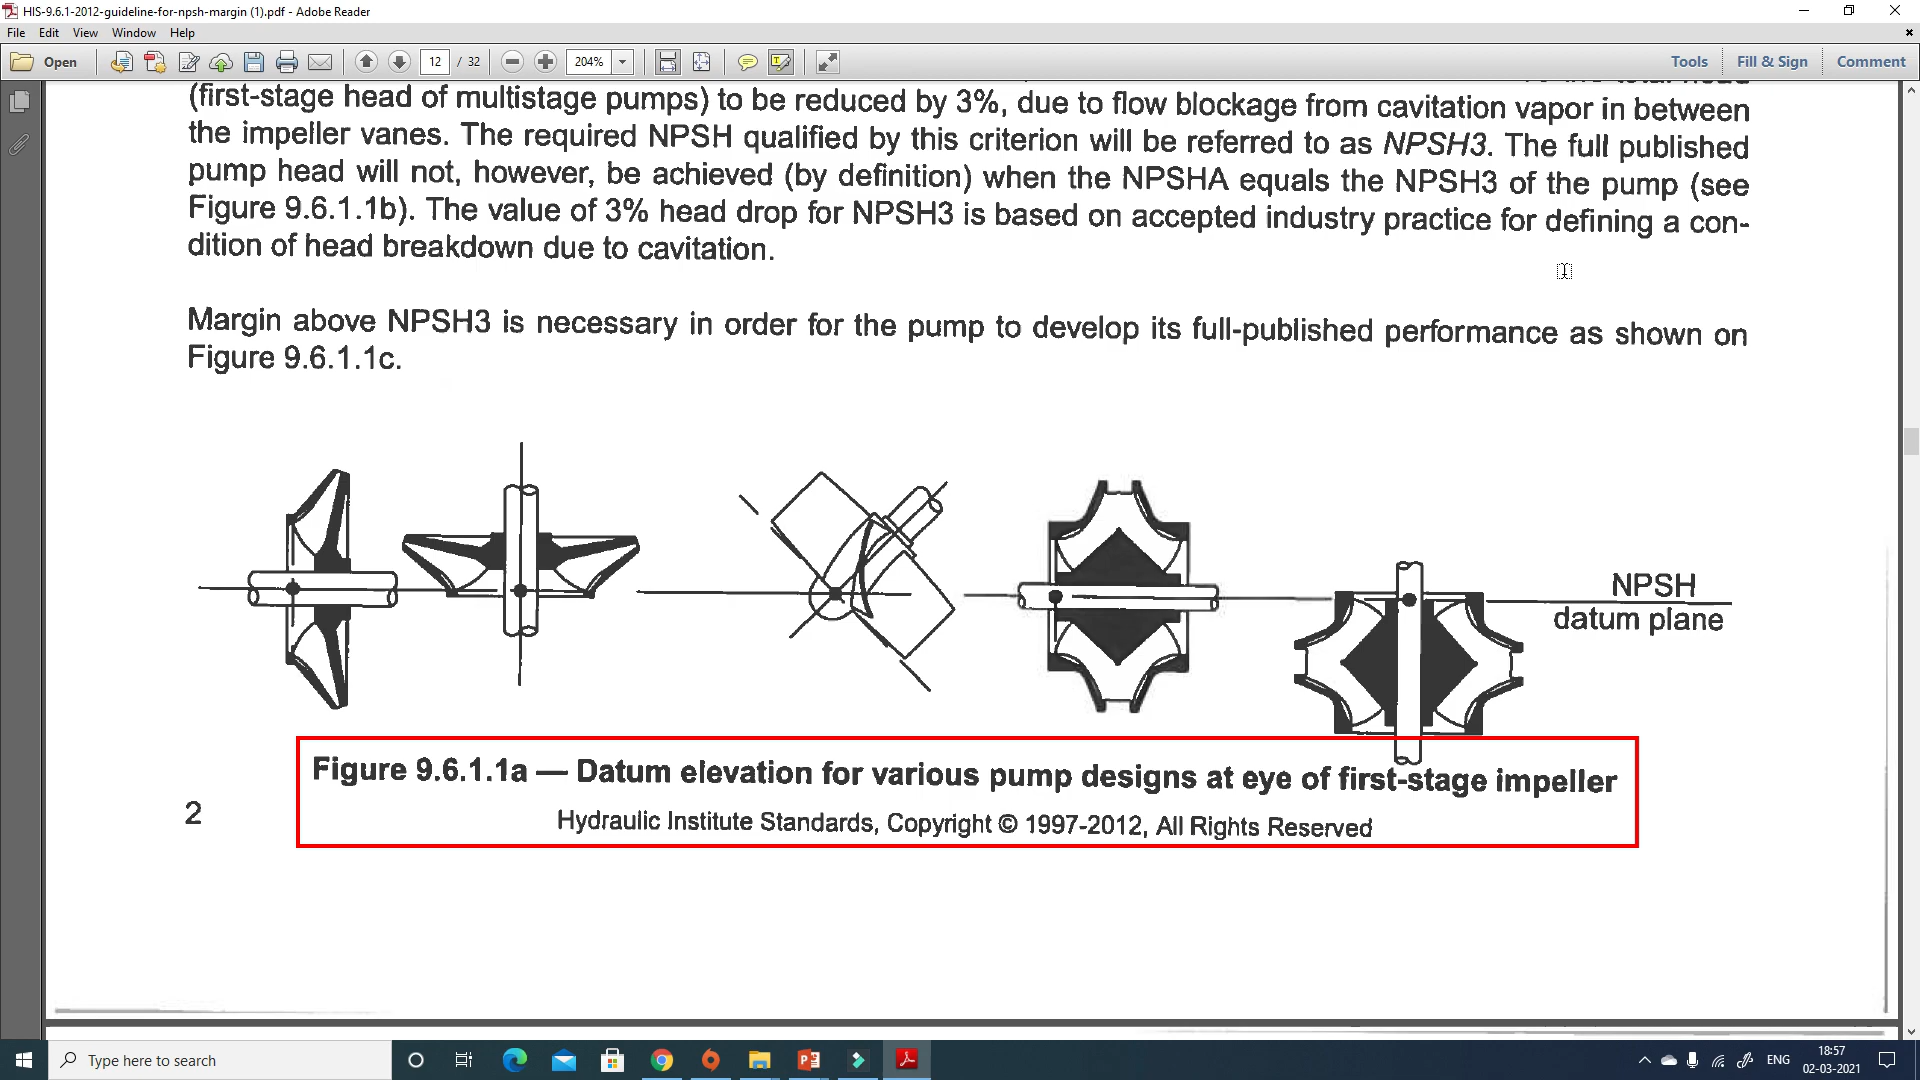 HIS-9.6.1-2012-guideline-for-npsh-margin (1).pdf - Adobe Reader
File Edit View Window Help
Open 12 / 32 204% Tools Fill & Sign Comment
(first-stage head of multistage pumps) to be reduced by 3%, due to flow blockage from cavitation vapor in between
the impeller vanes. The required NPSH qualified by this criterion will be referred to as NPSH3. The full published
pump head will not, however, be achieved (by definition) when the NPSHA equals the NPSH3 of the pump (see
Figure 9.6.1.1b). The value of 3% head drop for NPSH3 is based on accepted industry practice for defining a con-
dition of head breakdown due to cavitation.
Margin above NPSH3 is necessary in order for the pump to develop its full-published performance as shown on
Figure 9.6.1.1c.
NPSH
datum plane
Figure 9.6.1.1a — Datum elevation for various pump designs at eye of first-stage impeller
2
Hydraulic Institute Standards, Copyright © 1997-2012, All Rights Reserved
Type here to search
ENG
18:57
02-03-2021